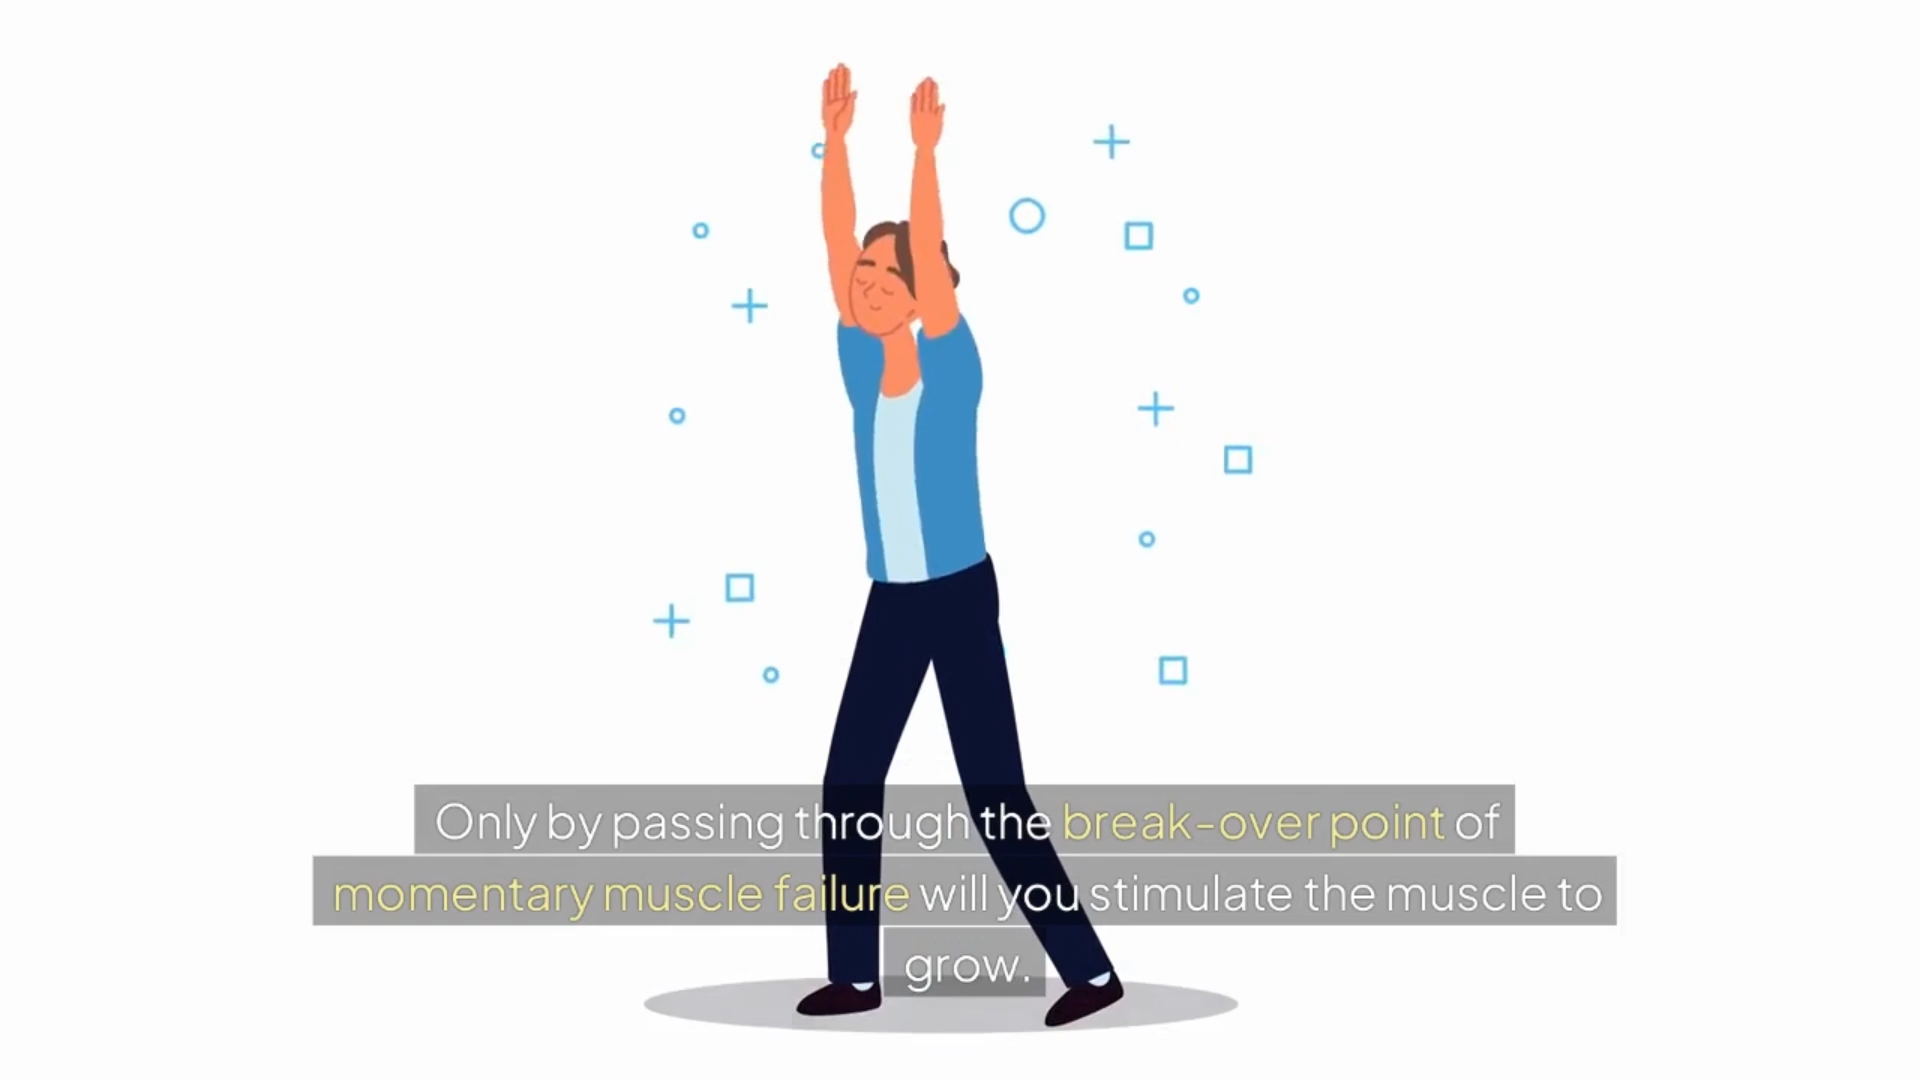 Only by passing through the break-over point of
momentary muscle failure will you stimulate the muscle to
grow.